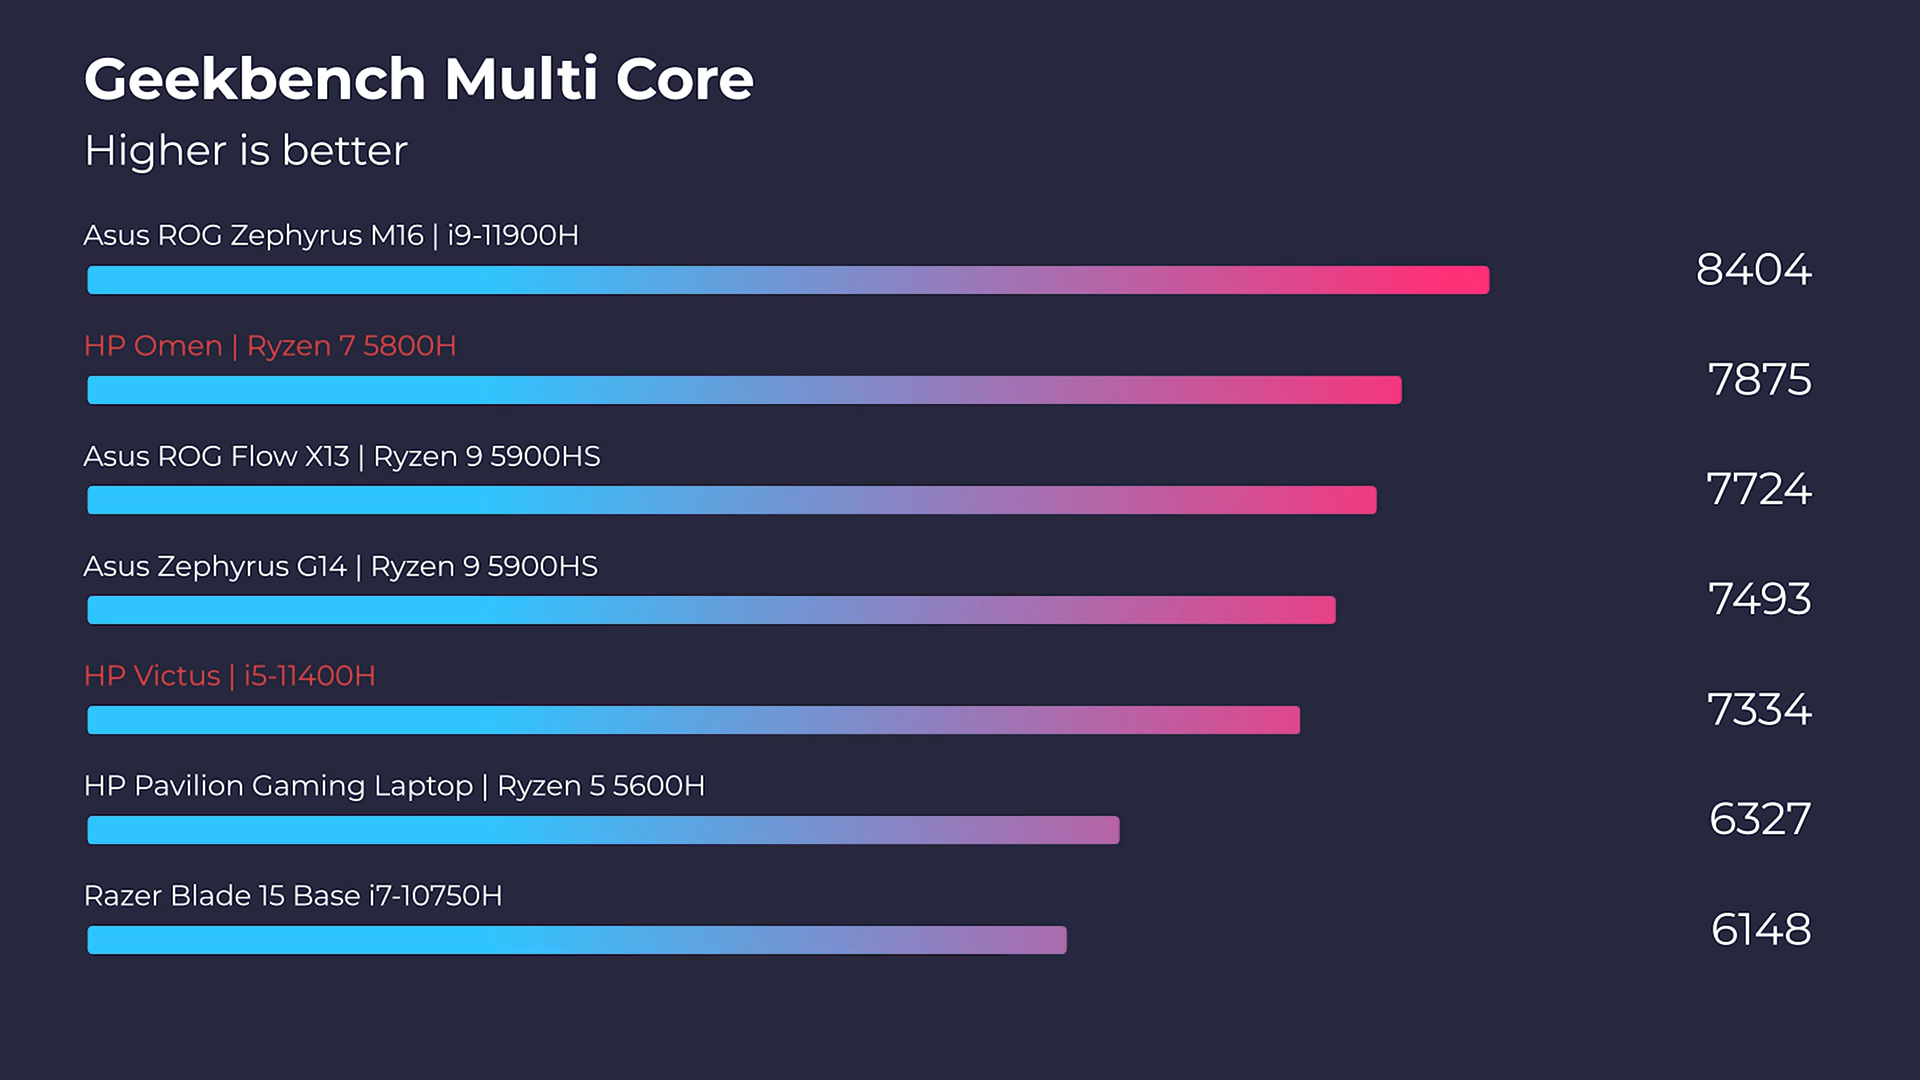 Geekbench Multi Core
Higher is better
Asus ROG Zephyrus M16 | i9-11900H
8404
HP Omen | Ryzen 7 5800H
7875
Asus ROG Flow X13 | Ryzen 9 5900HS
7724
Asus Zephyrus G14 | Ryzen 9 5900HS
7493
HP Victus | i5-11400H
7334
HP Pavilion Gaming Laptop | Ryzen 5 5600H
6327
Razer Blade 15 Base i7-10750H
6148